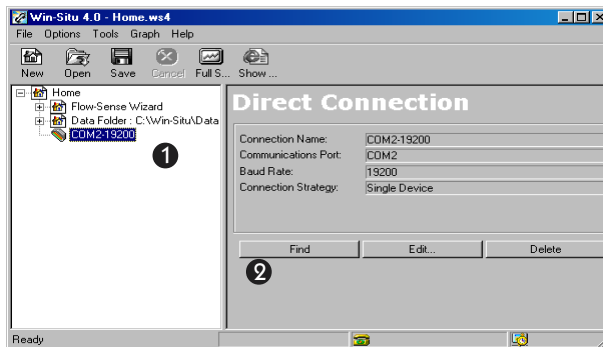 Win-Situ 4.0 - Home.ws4
File Options Tools Graph Help
New Open Save Cancel Full S... Show ...
Home
Flow-Sense Wizard
Data Folder : C:\Win-Situ\Data
COM2-19200
1
Direct Connection
Connection Name: COM2-19200
Communications Port: COM2
Baud Rate: 19200
Connection Strategy: Single Device
Find Edit... Delete
2
Ready